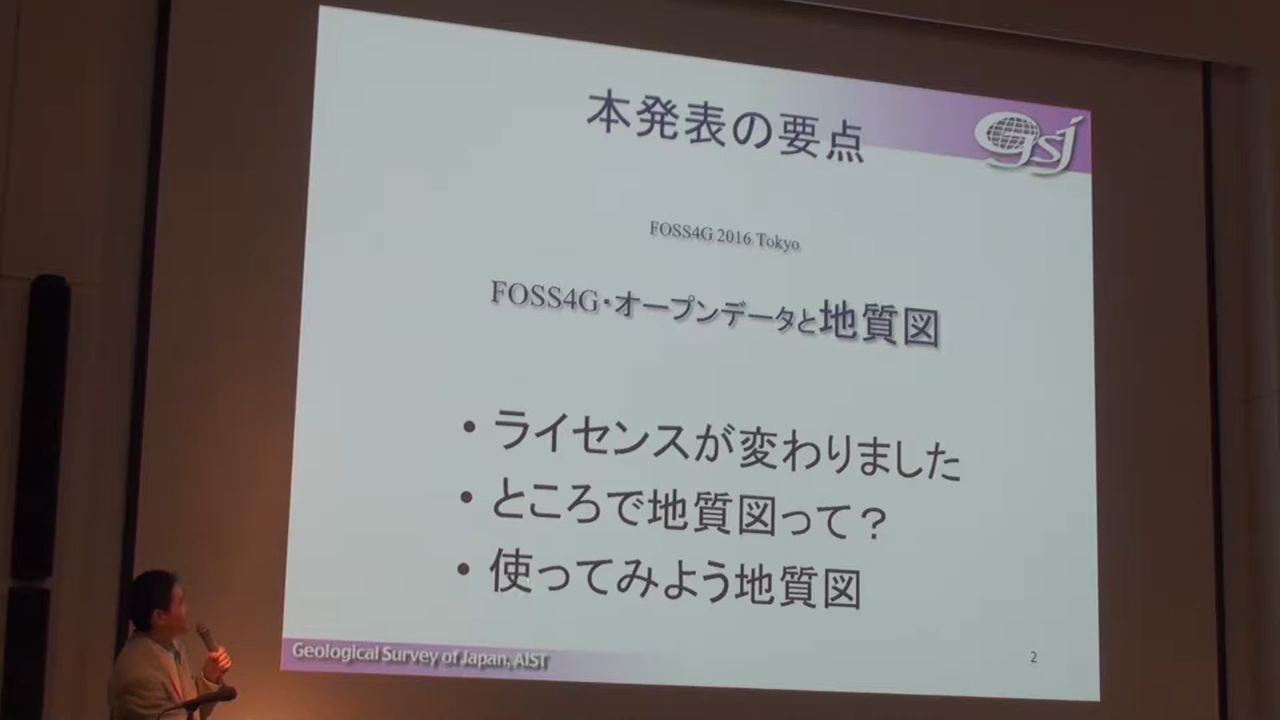 本発表の要点
gsj
FOSS4G 2016 Tokyo
FOSS4G・オープンデータと地質図
・ライセンスが変わりました
・ところで地質図って？
・使ってみよう地質図
Geological Survey of Japan, AIST
2